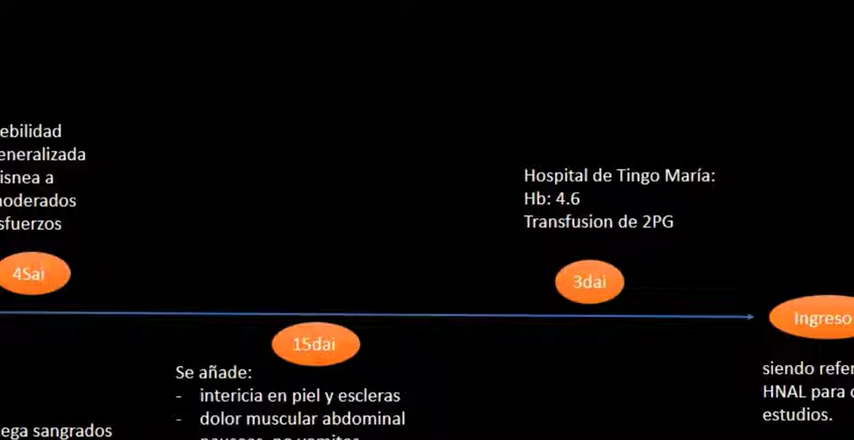 ebilidad
eneralizada
isnea a
moderados
sfuerzos
4Sai
Hospital de Tingo María:
Hb: 4.6
Transfusion de 2PG
3dai
Ingreso
15dai
Se añade:
- intericia en piel y escleras
- dolor muscular abdominal
ega sangrados
siendo refer
HNAL para
estudios.